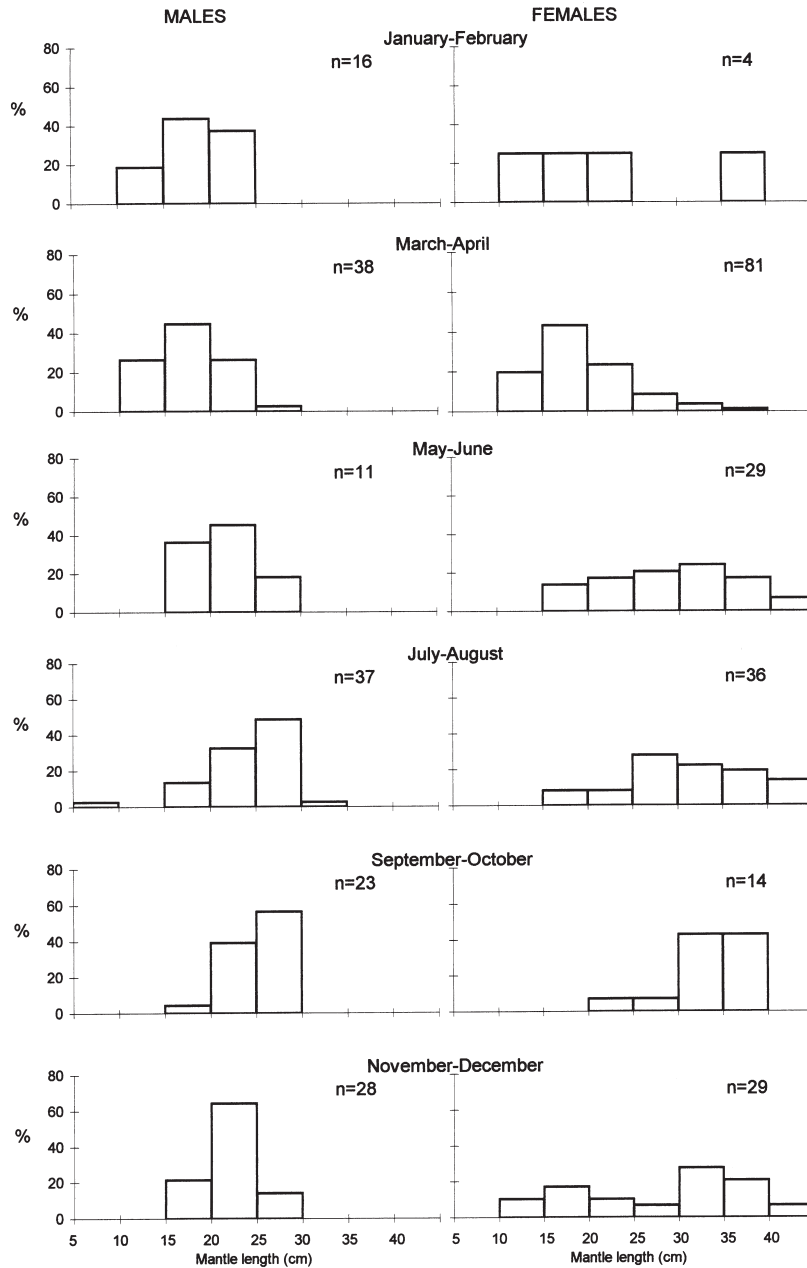 MALES FEMALES
January-February
80 n=16 n=4
60
%
40
20
0
March-April
80 n=38 n=81
60
%
40
20
0
May-June
80 n=11 n=29
60
%
40
20
0
July-August
80 n=37 n=36
60
%
40
20
0
September-October
80 n=23 n=14
60
%
40
20
0
November-December
80 n=28 n=29
60
%
40
20
0
5 10 15 20 25 30 35 40 5 10 15 20 25 30 35 40
Mantle length (cm) Mantle length (cm)